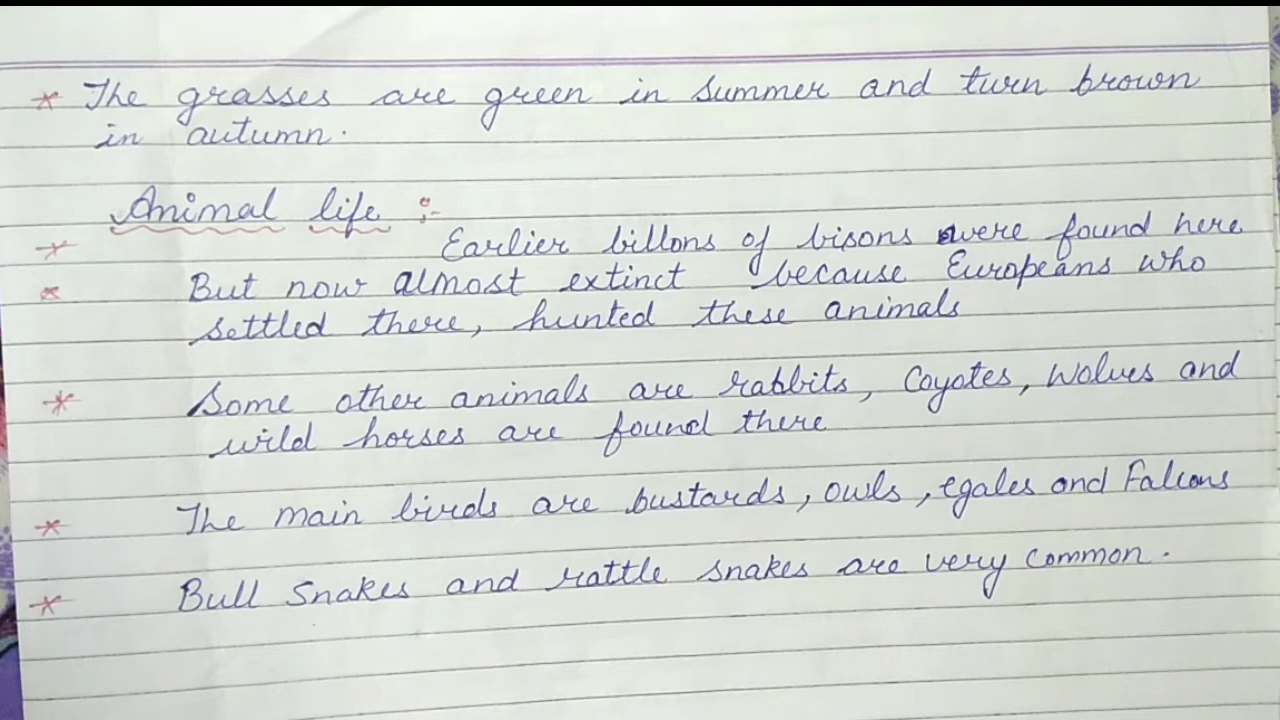 * The grasses are green in summer and turn brown
in autumn.
Animal life :-
* Earlier billons of bisons were found here
* But now almost extinct because Europeans who
settled there, hunted these animals
* Some other animals are rabbits, Coyotes, wolves and
wild horses are found there
* The main birds are bustards, owls, egales and Falcons
* Bull Snakes and rattle snakes are very common.